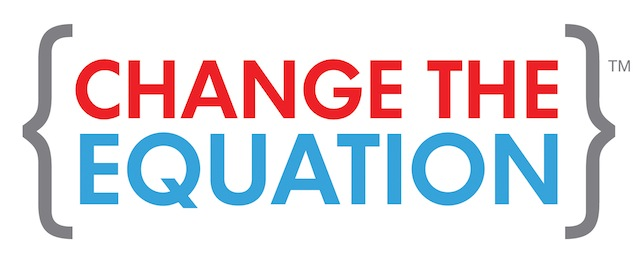 {CHANGE THE ™
EQUATION}